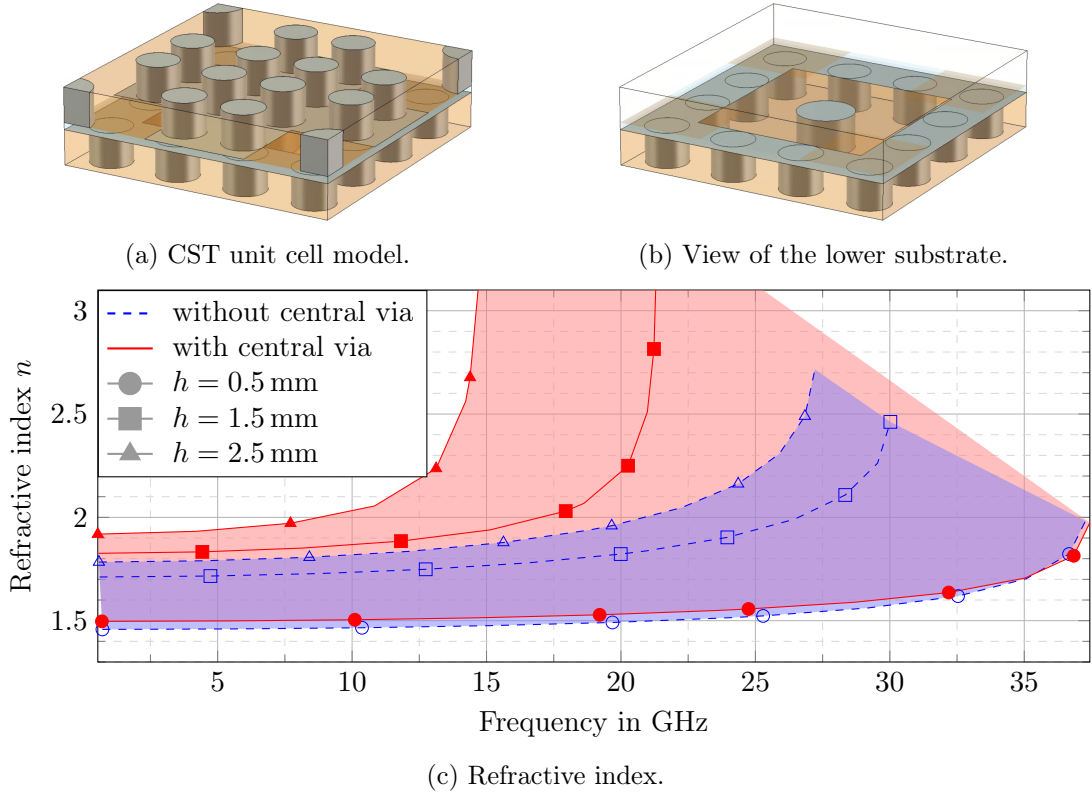 (a) CST unit cell model.
(b) View of the lower substrate.
3
2.5
2
1.5
Refractive index n
without central via
with central via
h = 0.5 mm
h = 1.5 mm
h = 2.5 mm
5 10 15 20 25 30 35
Frequency in GHz
(c) Refractive index.